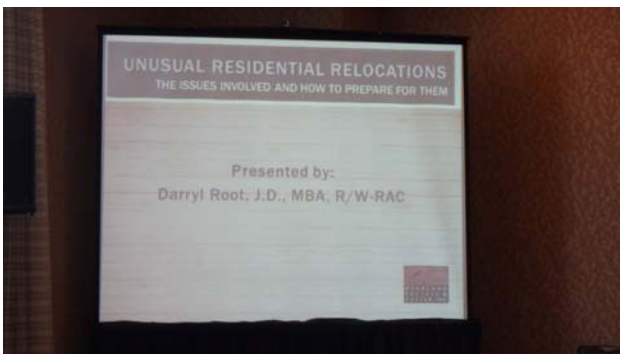 UNUSUAL RESIDENTIAL RELOCATIONS
THE ISSUES INVOLVED AND HOW TO PREPARE FOR THEM
Presented by:
Darryl Root, J.D., MBA, R/W-RAC